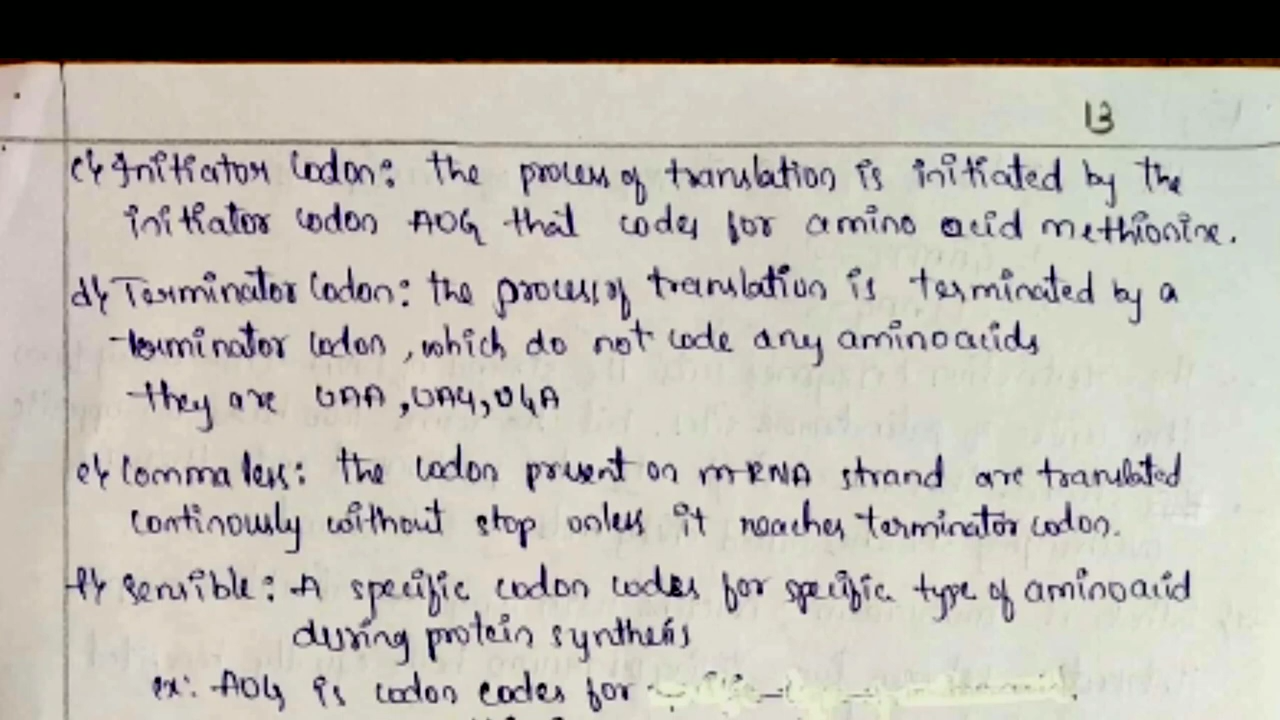 13
c) Initiator Codon: the process of translation is initiated by the
initiator codon AUG that codes for amino acid methionine.
d) Terminator Codon: the process of translation is terminated by a
terminator codon, which do not code any aminoacids
they are UAA, UAG, UGA
e) Comma less: the codon present on mRNA strand are translated
continously without stop unless it reaches terminator codon.
f) Sensible: A specific codon codes for specific type of aminoacid
during protein synthesis
ex: AUG is codon codes for